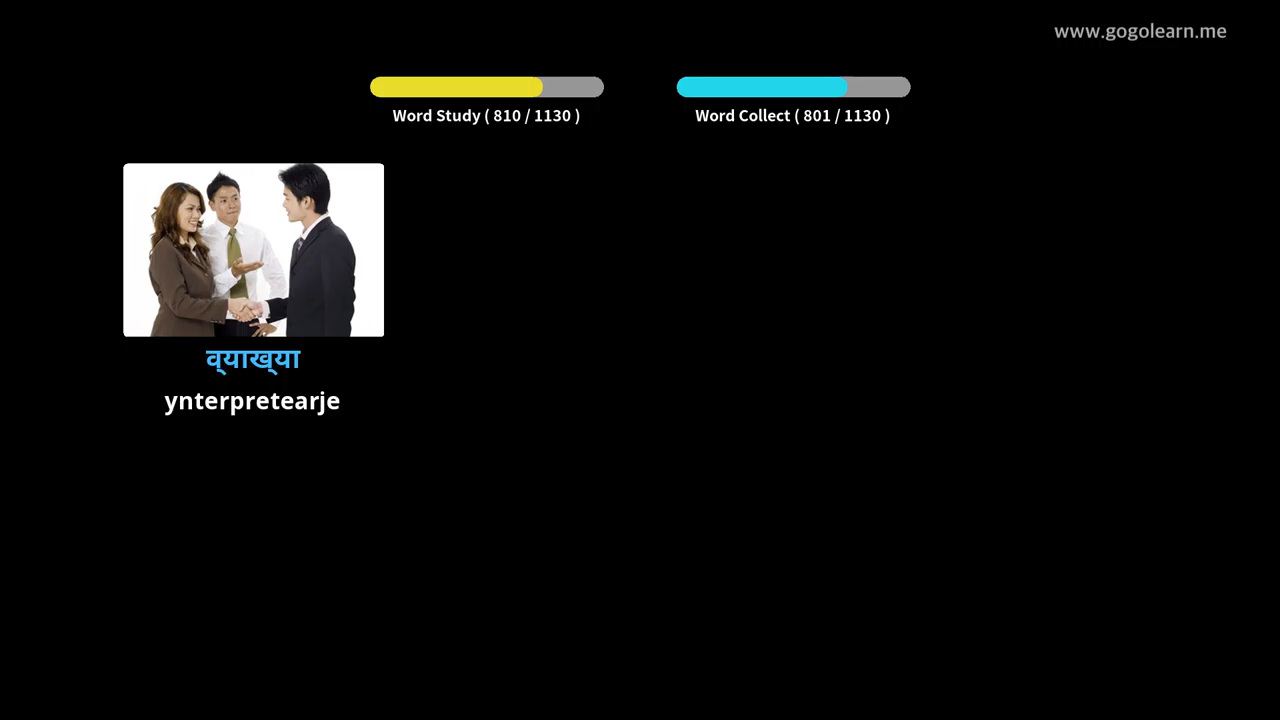 www.gogolearn.me
Word Study ( 810 / 1130 )
Word Collect ( 801 / 1130 )
व्याख्या
ynterpretearje